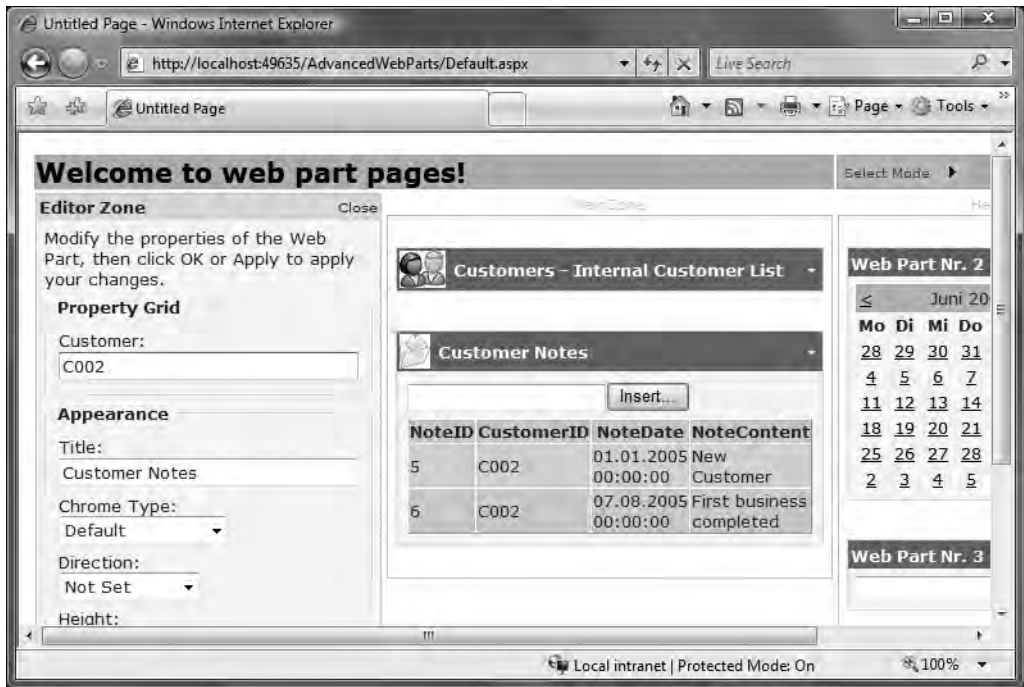 Untitled Page - Windows Internet Explorer
http://localhost:49635/AdvancedWebParts/Default.aspx
Live Search
Untitled Page
Page
Tools
Welcome to web part pages!
Select Mode
Editor Zone
Close
Modify the properties of the Web
Part, then click OK or Apply to apply
your changes.
Property Grid
Customer:
C002
Appearance
Title:
Customer Notes
Chrome Type:
Default
Direction:
Not Set
Height:
Main Zone
Customers - Internal Customer List
Customer Notes
Insert...
NoteID CustomerID NoteDate NoteContent
5 C002 01.01.2005 00:00:00 New Customer
6 C002 07.08.2005 00:00:00 First business completed
He
Web Part Nr. 2
< Juni 20
Mo Di Mi Do
28 29 30 31
4 5 6 7
11 12 13 14
18 19 20 21
25 26 27 28
2 3 4 5
Web Part Nr. 3
Local intranet | Protected Mode: On
100%